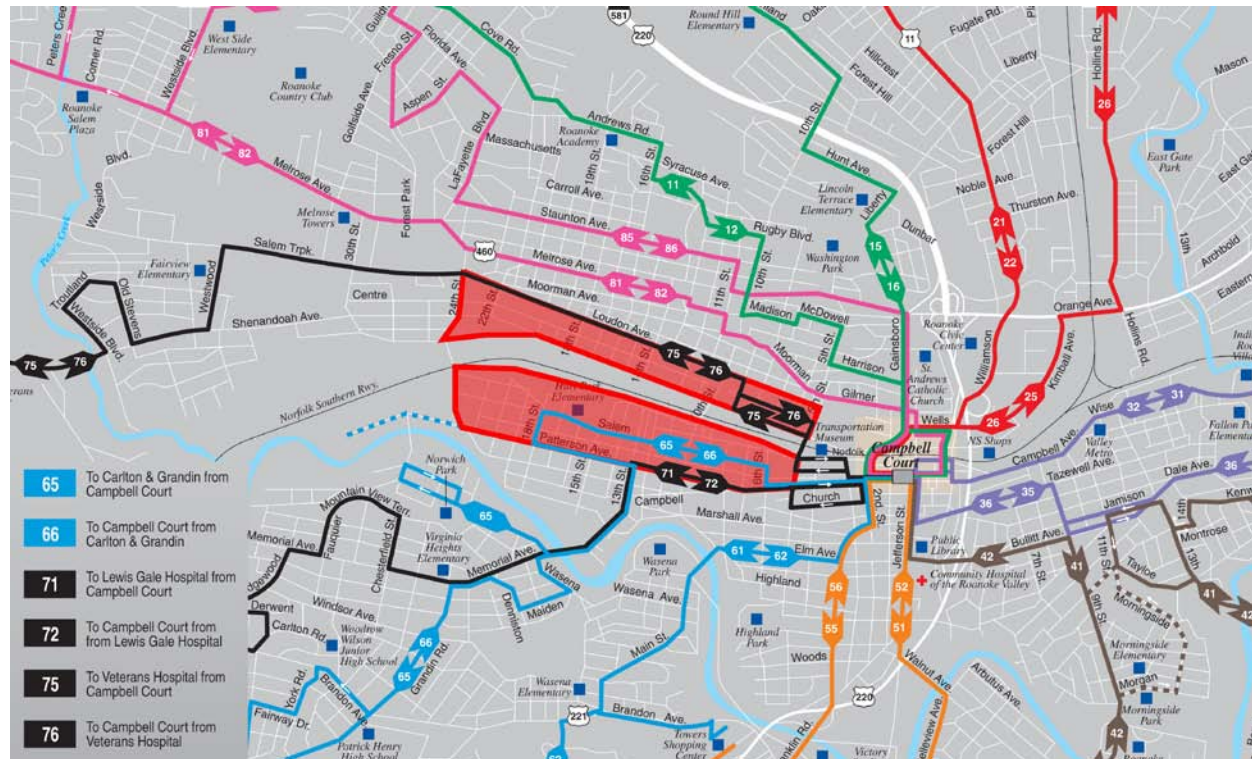 Peters Creek
Comer Rd.
Westside Blvd.
West Side
Elementary
Roanoke
Country Club
Golfside Ave.
Fresno St.
Florida Ave.
Aspen St.
LaFayette Blvd.
Massachusetts
Carroll Ave.
Cove Rd.
Andrews Rd.
Roanoke
Academy
19th St.
16th St.
Syracuse Ave.
581
220
Round Hill
Elementary
10th St.
Hunt Ave.
Hillcrest
Forest Hill
11
Fugate Rd.
Liberty
Forest Hill
Hollins Rd.
26
Mason
East Gate
Park
Roanoke
Salem
Plaza
81
82
Melrose Ave.
Blvd.
Westside
Melrose
Towers
30th St.
Forest Park
Staunton Ave.
85
86
11
12
Rugby Blvd.
10th St.
11th St.
Lincoln
Terrace
Elementary
Liberty
Dunbar
Washington
Park
15
16
Noble Ave.
Thurston Ave.
21
22
13th
Archbold
Eastern
Peter's Creek
Fairview
Elementary
Salem Trpk.
460
Melrose Ave.
Moorman Ave.
81
82
Madison
McDowell
5th St.
Harrison
Gainsboro
Roanoke
Civic
Center
Orange Ave.
Troutland
Old Stevens
Westwood
Westside Blvd.
Centre
Shenandoah Ave.
24th St.
22nd St.
Loudon Ave.
75
76
Moorman
Gilmer
St.
Andrews
Catholic
Church
Williamson
Kimball Ave.
Hollins Rd.
25
26
75
76
Norfolk Southern Rwy.
75
76
Transportation
Museum
Norfolk
Wells
Campbell
Court
NS Shops
Wise
32
31
Valley
Metro
Campbell Ave.
Tazewell Ave.
Dale Ave.
36
18th St.
Salem
65
66
Patterson Ave.
6th St.
71
72
15th St.
13th St.
Campbell
Church
Marshall Ave.
2nd. St.
Jefferson St.
36
35
Jamison
14th
Montrose
13th
65
To Carlton & Grandin from
Campbell Court
66
To Campbell Court from
Carlton & Grandin
71
To Lewis Gale Hospital from
Campbell Court
72
To Campbell Court from
from Lewis Gale Hospital
75
To Veterans Hospital from
Campbell Court
76
To Campbell Court from
Veterans Hospital
Norwich
Park
65
Mountain View Terr.
Memorial Ave.
Fauquier
Chesterfield St.
Virginia
Heights
Elementary
Memorial Ave.
Wasena
Maiden
Denniston
Windsor Ave.
Derwent
Carlton Rd.
Woodrow
Wilson
Junior
High School
66
65
Grandin Rd.
York Rd.
Brandon Ave.
Fairway Dr.
Patrick Henry
High School
Wasena
Park
61
62
Elm Ave
Highland
Wasena Ave.
Main St.
Highland
Park
Wasena
Elementary
221
Brandon Ave.
Towers
Shopping
Center
Woods
56
55
52
51
220
Victory
Public
Library
Community Hospital
of the Roanoke Valley
Bullitt Ave.
42
7th St.
41
9th St.
11th St.
Tayloe
Morningside
41
Morningside
Elementary
Morgan
Morningside
Park
42
Walnut Ave.
Arbutus Ave.